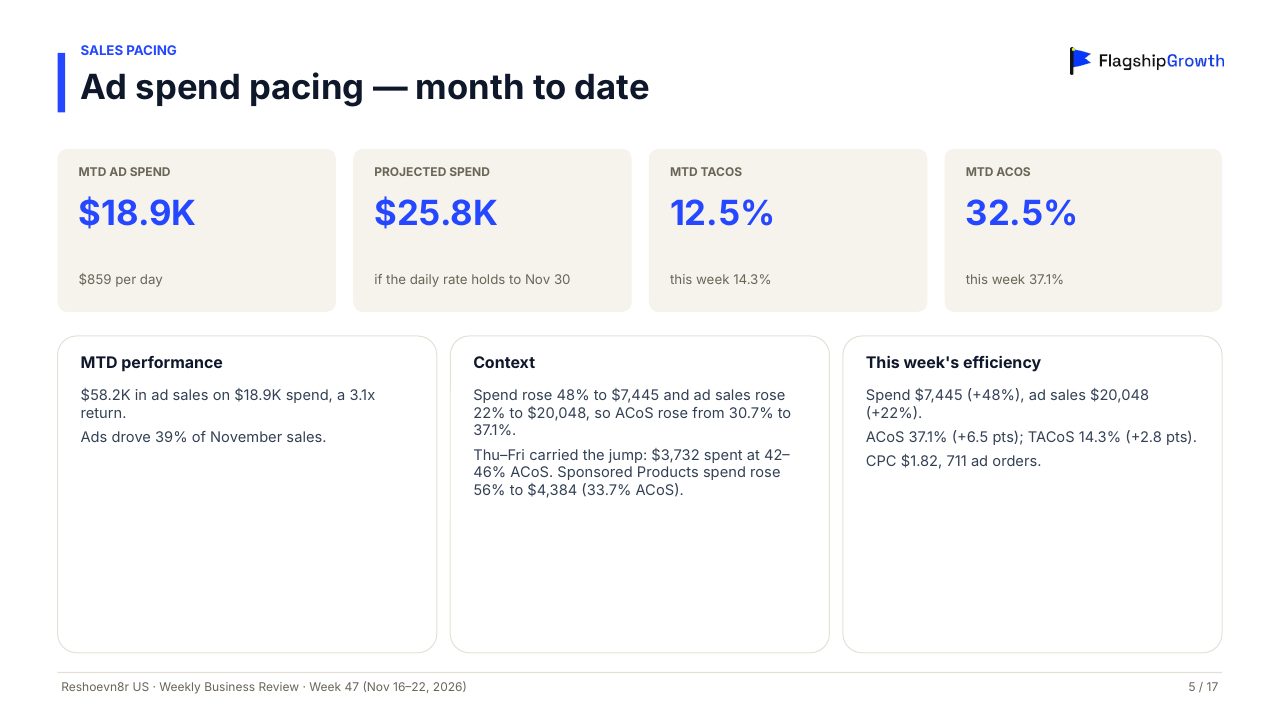 SALES PACING
Ad spend pacing — month to date
FlagshipGrowth
MTD AD SPEND
$18.9K
$859 per day
PROJECTED SPEND
$25.8K
if the daily rate holds to Nov 30
MTD TACOS
12.5%
this week 14.3%
MTD ACOS
32.5%
this week 37.1%
MTD performance
$58.2K in ad sales on $18.9K spend, a 3.1x
return.
Ads drove 39% of November sales.
Context
Spend rose 48% to $7,445 and ad sales rose
22% to $20,048, so ACoS rose from 30.7% to
37.1%.
Thu–Fri carried the jump: $3,732 spent at 42–
46% ACoS. Sponsored Products spend rose
56% to $4,384 (33.7% ACoS).
This week's efficiency
Spend $7,445 (+48%), ad sales $20,048
(+22%).
ACoS 37.1% (+6.5 pts); TACoS 14.3% (+2.8 pts).
CPC $1.82, 711 ad orders.
Reshoevn8r US · Weekly Business Review · Week 47 (Nov 16–22, 2026)
5 / 17